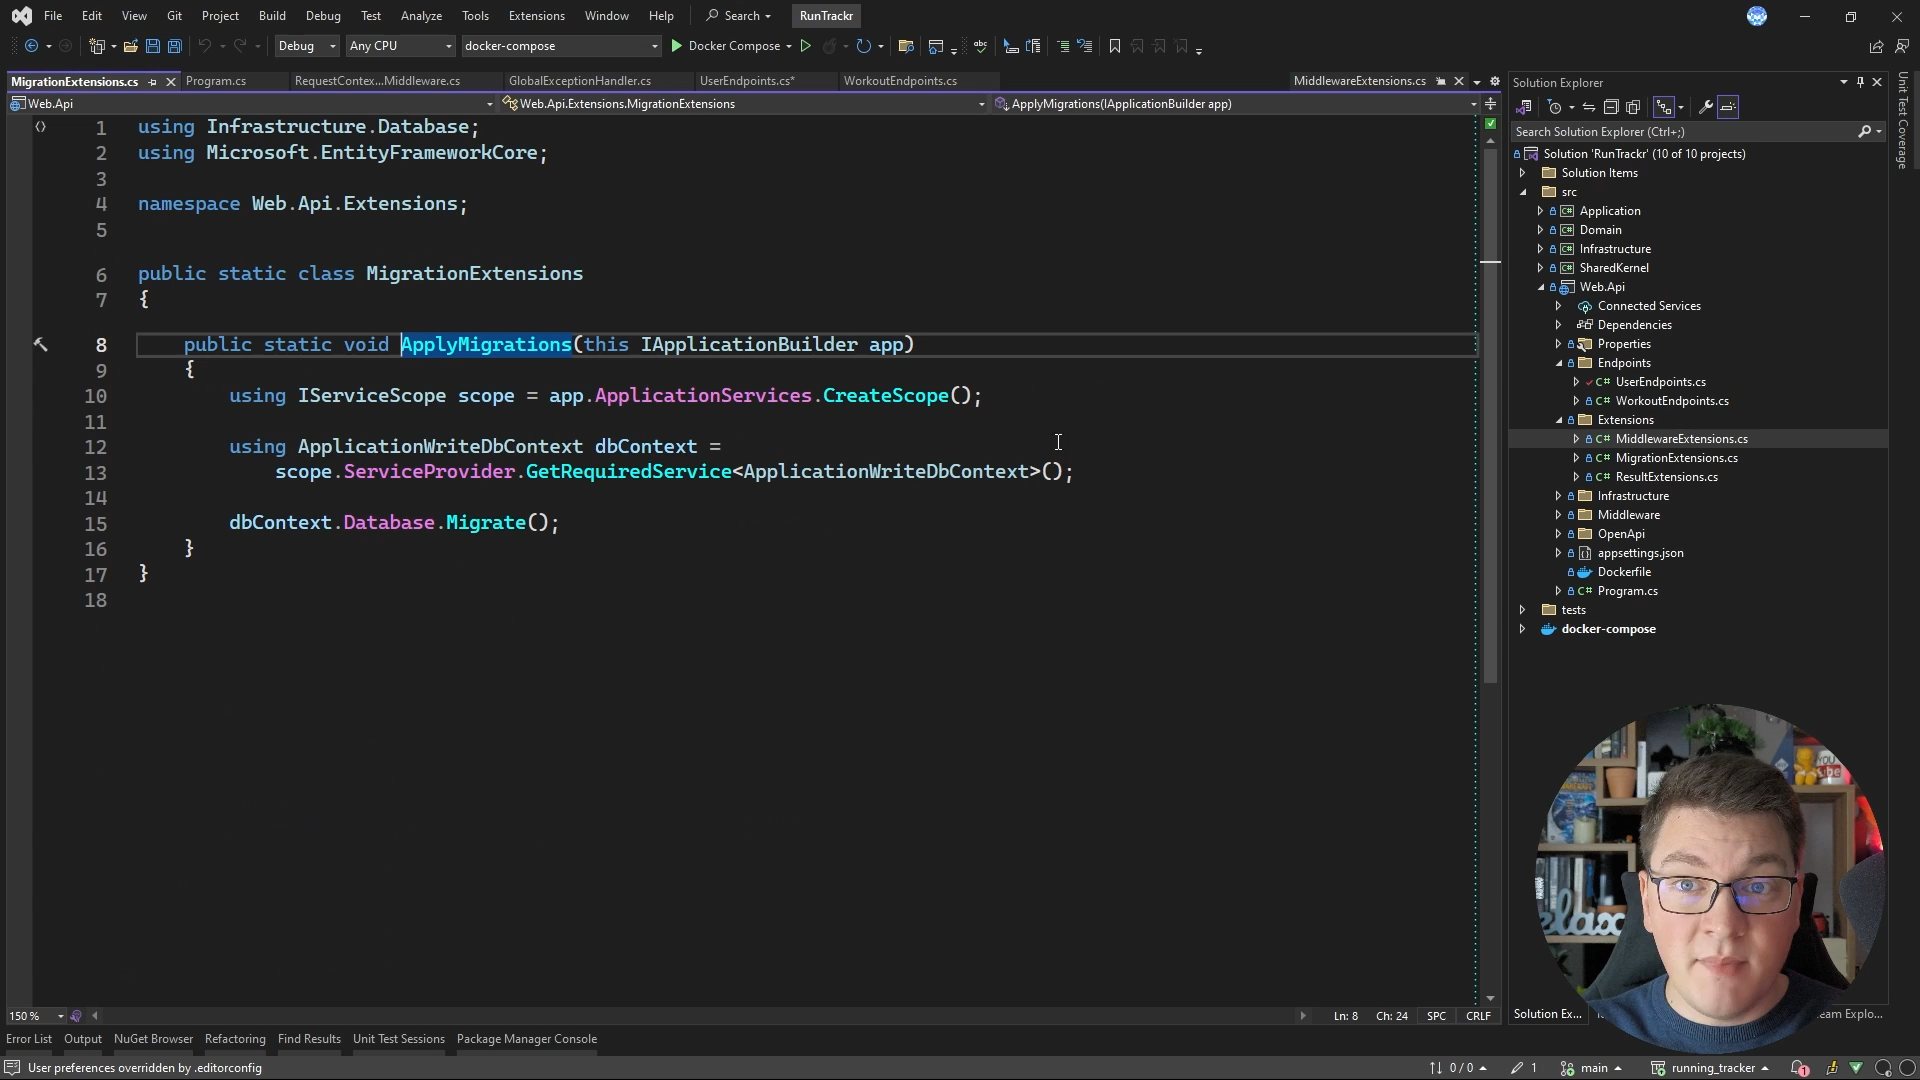 File Edit View Git Project Build Debug Test Analyze Tools Extensions Window Help Search RunTrackr
Debug Any CPU docker-compose Docker Compose
MigrationExtensions.cs Program.cs RequestContex...Middleware.cs GlobalExceptionHandler.cs UserEndpoints.cs* WorkoutEndpoints.cs MiddlewareExtensions.cs
Web.Api Web.Api.Extensions.MigrationExtensions ApplyMigrations(IApplicationBuilder app)
1 using Infrastructure.Database;
2 using Microsoft.EntityFrameworkCore;
3
4 namespace Web.Api.Extensions;
5
6 public static class MigrationExtensions
7 {
8 public static void ApplyMigrations(this IApplicationBuilder app)
9 {
10 using IServiceScope scope = app.ApplicationServices.CreateScope();
11
12 using ApplicationWriteDbContext dbContext =
13 scope.ServiceProvider.GetRequiredService<ApplicationWriteDbContext>();
14
15 dbContext.Database.Migrate();
16 }
17 }
18
150 % Ln: 8 Ch: 24 SPC CRLF
Solution Explorer
Search Solution Explorer (Ctrl+;)
Solution 'RunTrackr' (10 of 10 projects)
Solution Items
src
Application
Domain
Infrastructure
SharedKernel
Web.Api
Connected Services
Dependencies
Properties
Endpoints
UserEndpoints.cs
WorkoutEndpoints.cs
Extensions
MiddlewareExtensions.cs
MigrationExtensions.cs
ResultExtensions.cs
Infrastructure
Middleware
OpenApi
appsettings.json
Dockerfile
Program.cs
tests
docker-compose
Unit Test Coverage
You
Tube
relax
Solution Ex...
Error List Output NuGet Browser Refactoring Find Results Unit Test Sessions Package Manager Console
User preferences overridden by .editorconfig 0 / 0 1 main running_tracker 1